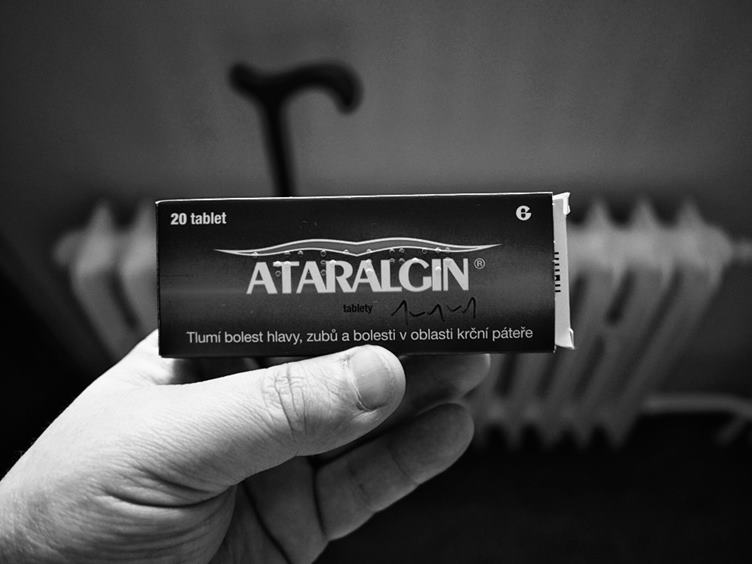 20 tablet
ATARALGIN®
tablety
Tlumí bolest hlavy, zubů a bolesti v oblasti krční páteře